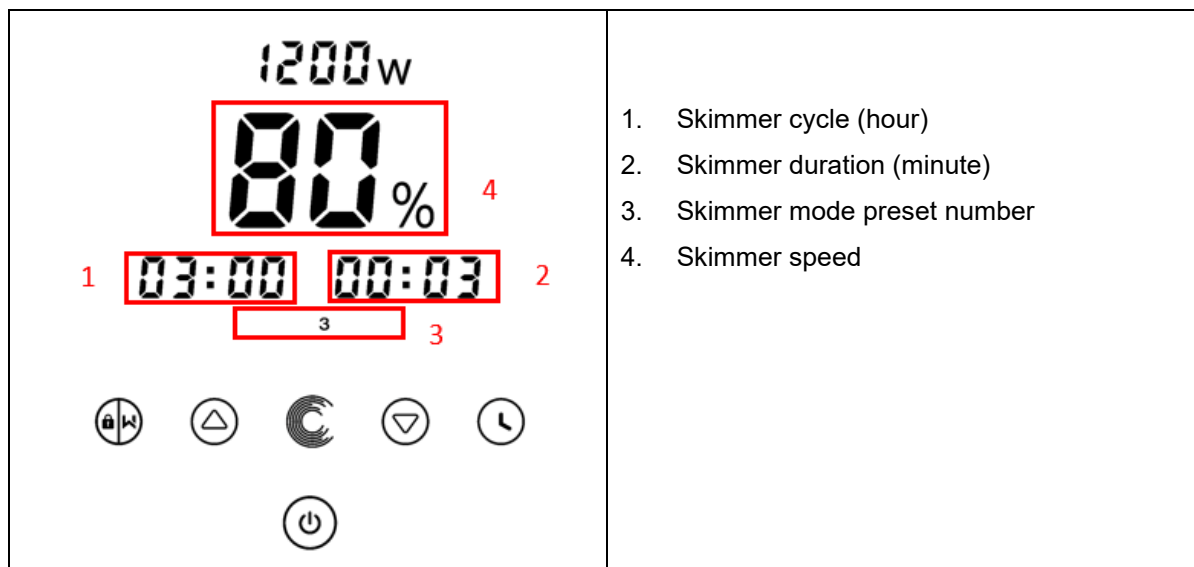 1200w
80%
4
1 03:00 00:03 2
3
3
1. Skimmer cycle (hour)
2. Skimmer duration (minute)
3. Skimmer mode preset number
4. Skimmer speed